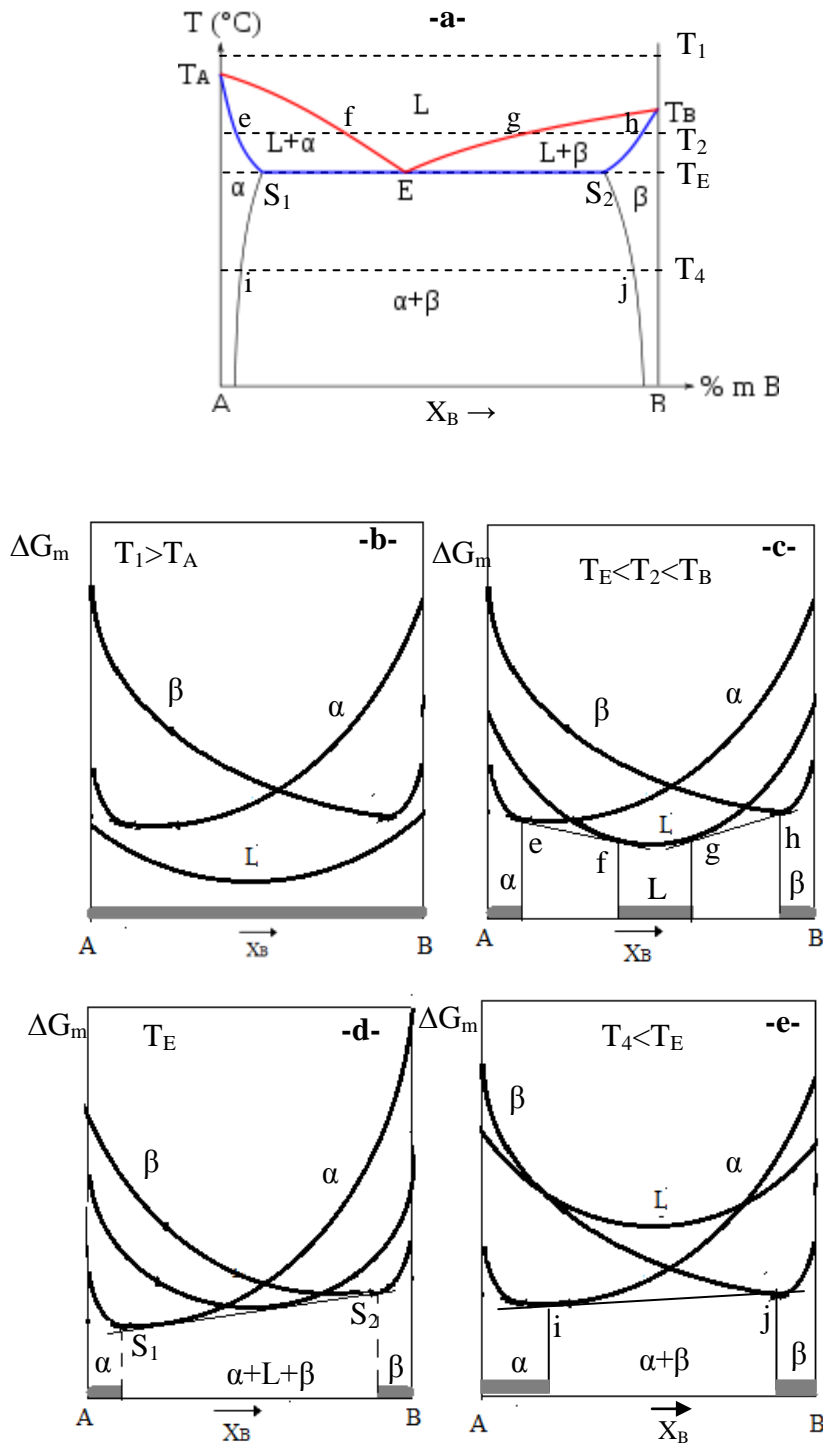 T (°C)
-a-
T1
TA
L
TB
e
f
g
h
T2
L+α
L+β
TE
α
S1
E
S2
β
T4
i
j
α+β
% m B
A
XB →
B
ΔGm
T1>TA
-b-
β
α
L
A
XB
B
ΔGm
TE<T2<TB
-c-
α
β
L
e
f
g
h
α
L
β
A
XB
B
ΔGm
TE
-d-
β
α
S1
S2
α
α+L+β
β
A
XB
B
ΔGm
T4<TE
-e-
β
α
L
i
j
α
α+β
β
A
XB
B